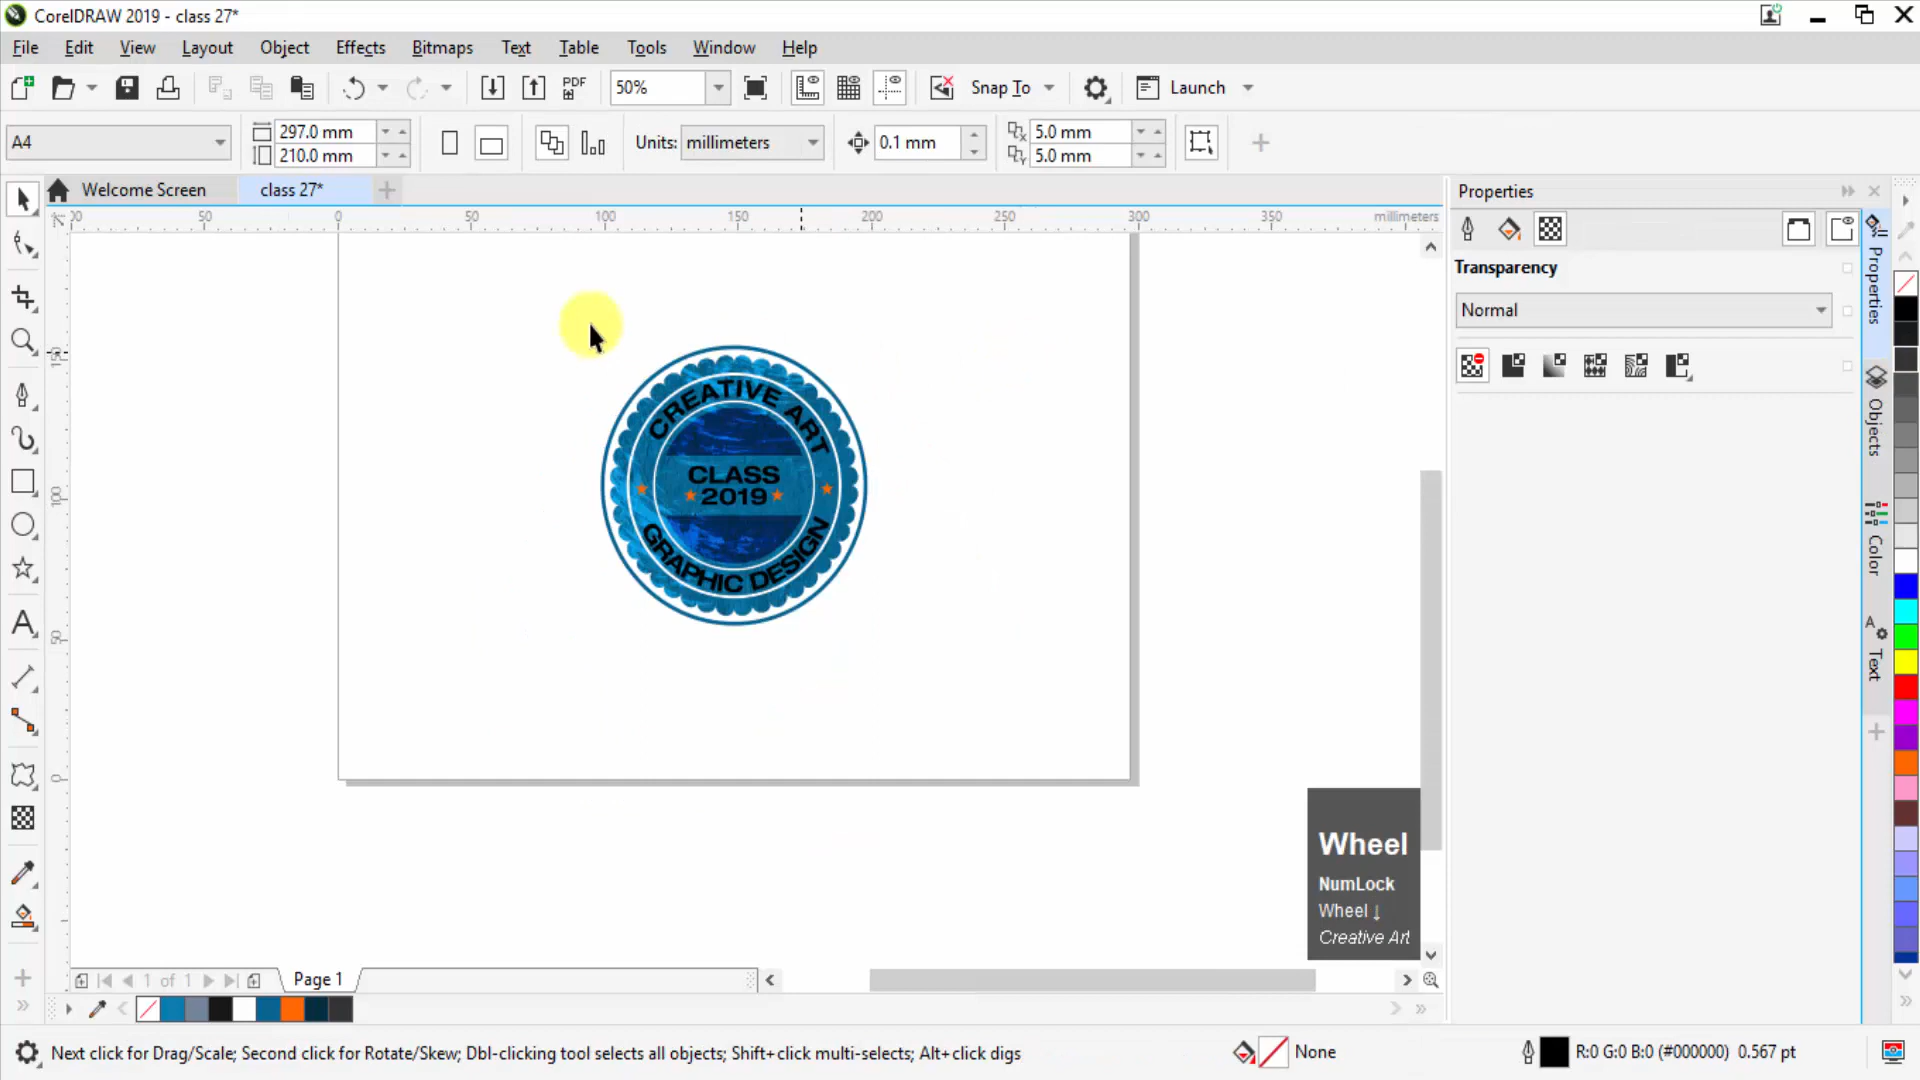 CorelDRAW 2019 - class 27*
File Edit View Layout Object Effects Bitmaps Text Table Tools Window Help
PDF 50% Snap To Launch
A4 297.0 mm 210.0 mm Units: millimeters 0.1 mm 5.0 mm 5.0 mm
Welcome Screen class 27*
50 0 50 100 150 200 250 300 350 millimeters
150
100
50
0
CREATIVE ART
CLASS
2019
GRAPHIC DESIGN
Properties
Transparency
Normal
Properties
Objects
Color
Text
Wheel
NumLock
Wheel ↓
Creative Art
1 of 1 Page 1
Next click for Drag/Scale; Second click for Rotate/Skew; Dbl-clicking tool selects all objects; Shift+click multi-selects; Alt+click digs
None
R:0 G:0 B:0 (#000000) 0.567 pt